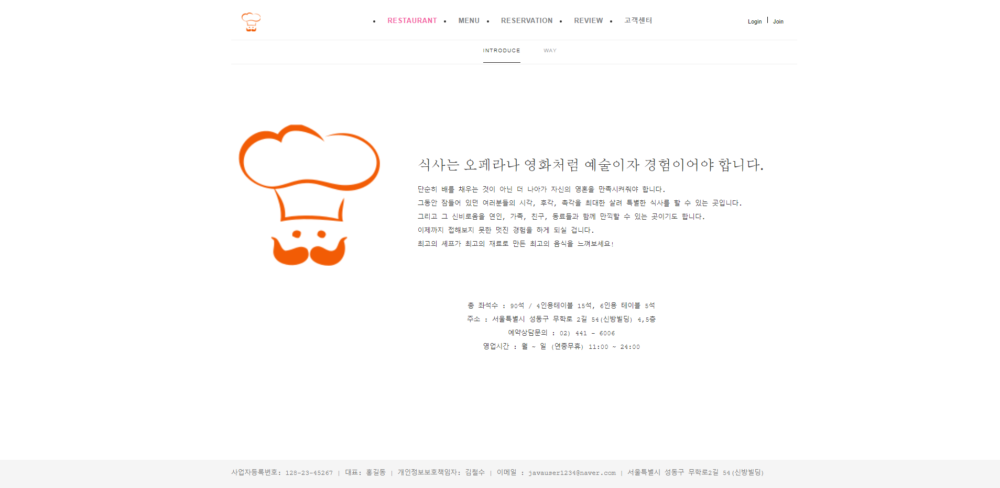 RESTAURANT MENU RESERVATION REVIEW 고객센터 Login Join
INTRODUCE WAY
식사는 오페라나 영화처럼 예술이자 경험이어야 합니다.
단순히 배를 채우는 것이 아닌 더 나아가 자신의 영혼을 만족시켜줘야 합니다.
그동안 잠들어 있던 여러분들의 시각, 후각, 촉각을 최대한 살려 특별한 식사를 할 수 있는 곳입니다.
그리고 그 신비로움을 연인, 가족, 친구, 동료들과 함께 만끽할 수 있는 곳이기도 합니다.
이제까지 접해보지 못한 멋진 경험을 하게 되실 겁니다.
최고의 셰프가 최고의 재료로 만든 최고의 음식을 느껴보세요!
총 좌석수 : 90석 / 4인용테이블 15석, 6인용 테이블 5석
주소 : 서울특별시 성동구 무학로 2길 54(신방빌딩) 4,5층
예약상담문의 : 02) 441 - 6006
영업시간 : 월 ~ 일 (연중무휴) 11:00 ~ 24:00
사업자등록번호: 128-23-45267 | 대표: 홍길동 | 개인정보보호책임자: 김철수 | 이메일 : javauser1234@naver.com | 서울특별시 성동구 무학로2길 54(신방빌딩)